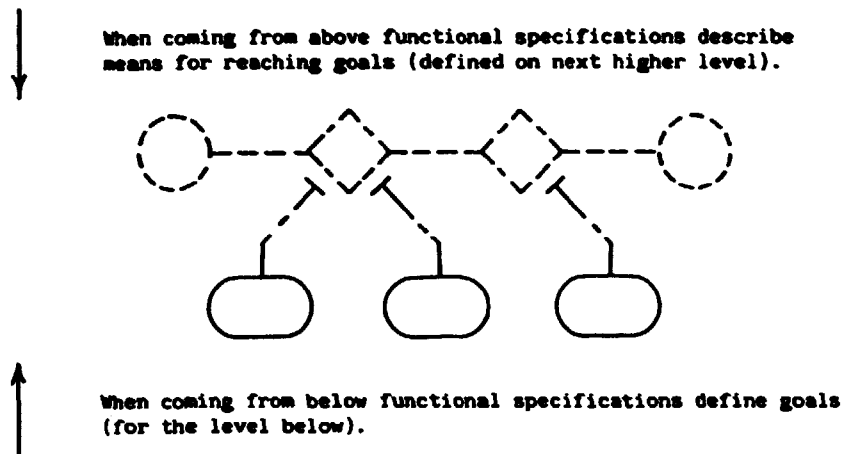 When coming from above functional specifications describe
means for reaching goals (defined on next higher level).
When coming from below functional specifications define goals
(for the level below).